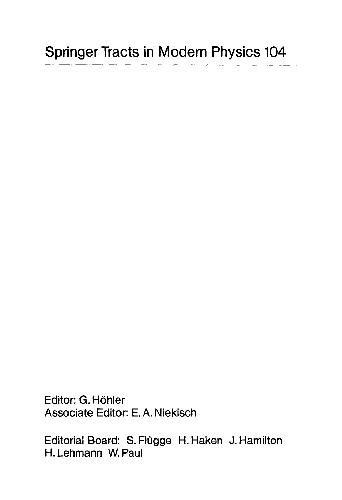 Springer Tracts in Modern Physics 104
Editor: G. Höhler
Associate Editor: E. A. Niekisch
Editorial Board: S. Flügge H. Haken J. Hamilton
H. Lehmann W. Paul